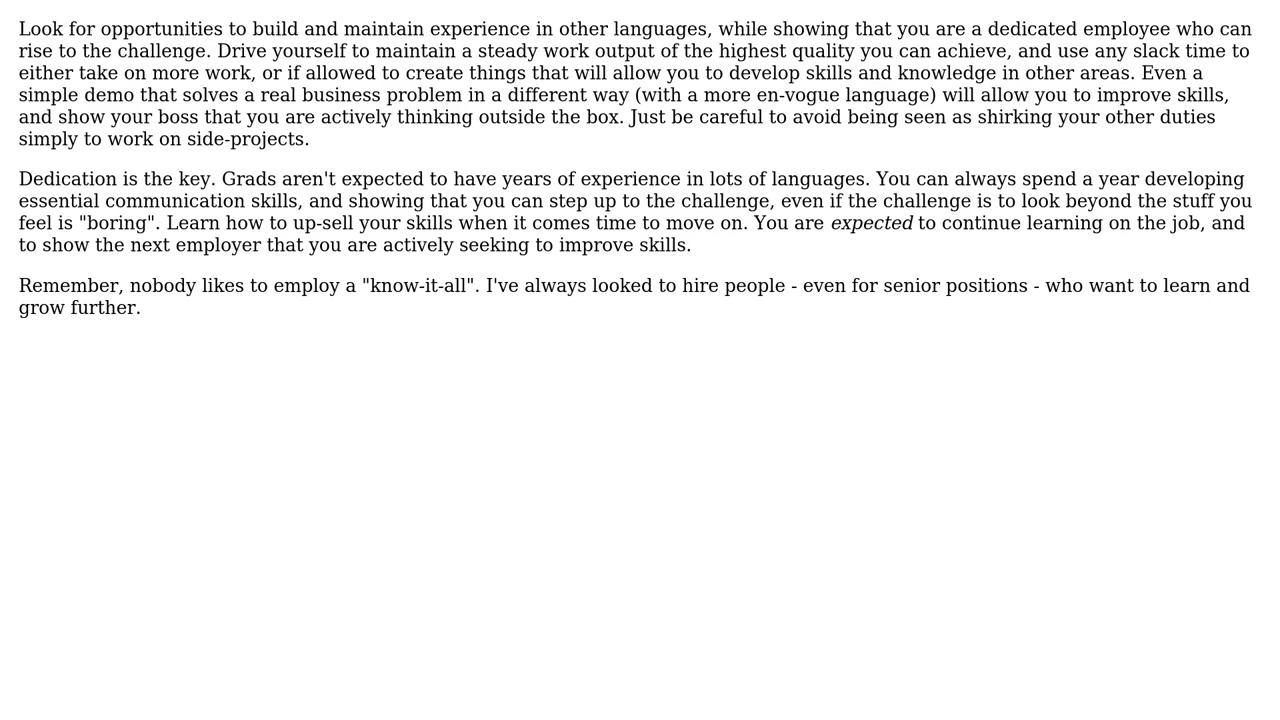 Look for opportunities to build and maintain experience in other languages, while showing that you are a dedicated employee who can
rise to the challenge. Drive yourself to maintain a steady work output of the highest quality you can achieve, and use any slack time to
either take on more work, or if allowed to create things that will allow you to develop skills and knowledge in other areas. Even a
simple demo that solves a real business problem in a different way (with a more en-vogue language) will allow you to improve skills,
and show your boss that you are actively thinking outside the box. Just be careful to avoid being seen as shirking your other duties
simply to work on side-projects.
Dedication is the key. Grads aren't expected to have years of experience in lots of languages. You can always spend a year developing
essential communication skills, and showing that you can step up to the challenge, even if the challenge is to look beyond the stuff you
feel is "boring". Learn how to up-sell your skills when it comes time to move on. You are expected to continue learning on the job, and
to show the next employer that you are actively seeking to improve skills.
Remember, nobody likes to employ a "know-it-all". I've always looked to hire people - even for senior positions - who want to learn and
grow further.